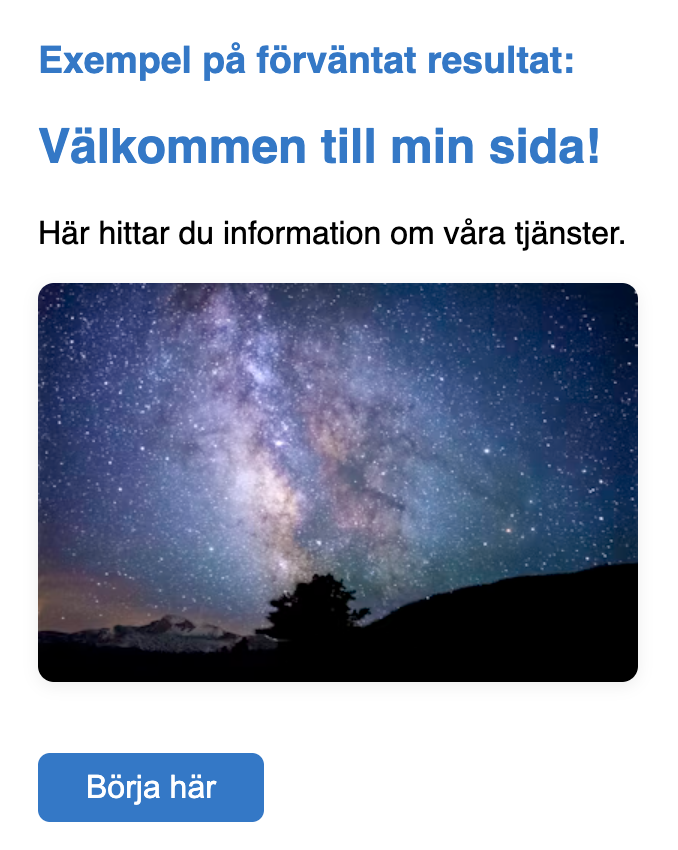 Exempel på förväntat resultat:
Välkommen till min sida!
Här hittar du information om våra tjänster.
Börja här